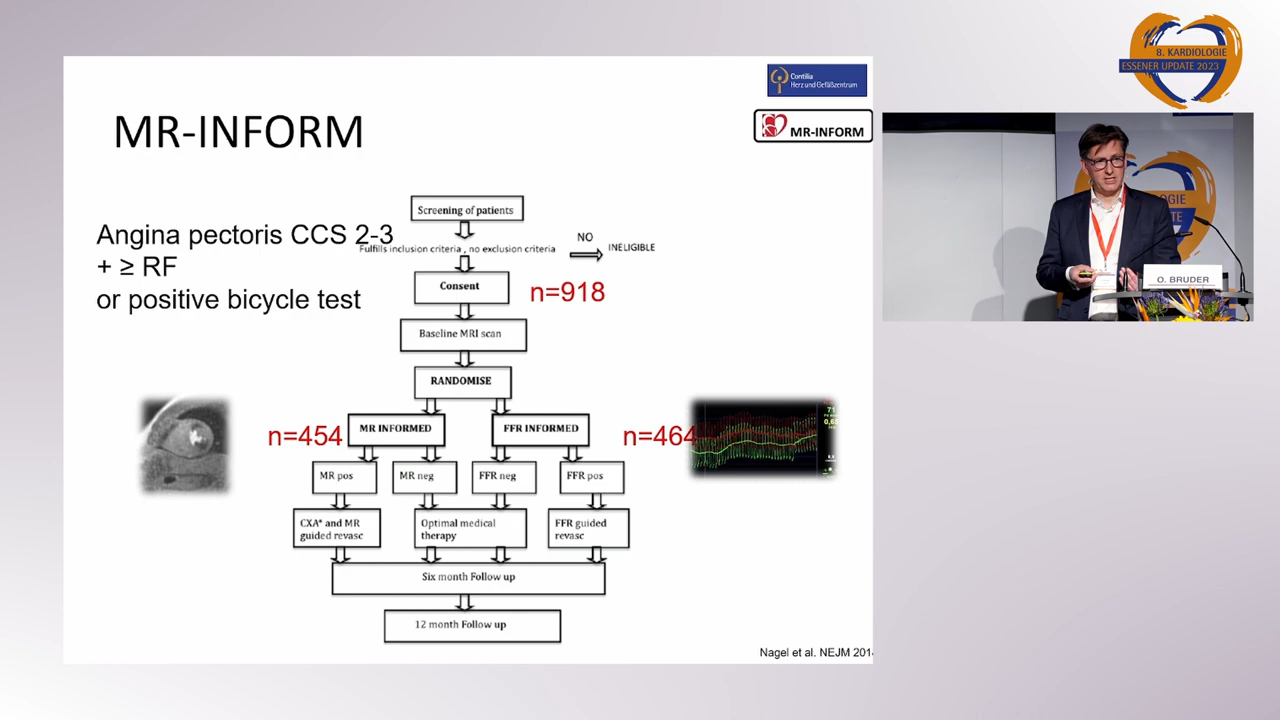 8. KARDIOLOGIE
ESSENER UPDATE 2023
Contilia
Herz und Gefäßzentrum
MR-INFORM
MR-INFORM
Angina pectoris CCS 2-3
+ ≥ RF
or positive bicycle test
Screening of patients
Fulfills inclusion criteria , no exclusion criteria
NO
INELIGIBLE
Consent
n=918
Baseline MRI scan
RANDOMISE
n=454
MR INFORMED
FFR INFORMED
n=464
MR pos
MR neg
FFR neg
FFR pos
CXA* and MR
guided revasc
Optimal medical
therapy
FFR guided
revasc
Six month Follow up
12 month Follow up
Nagel et al. NEJM
71
O. BRUDER